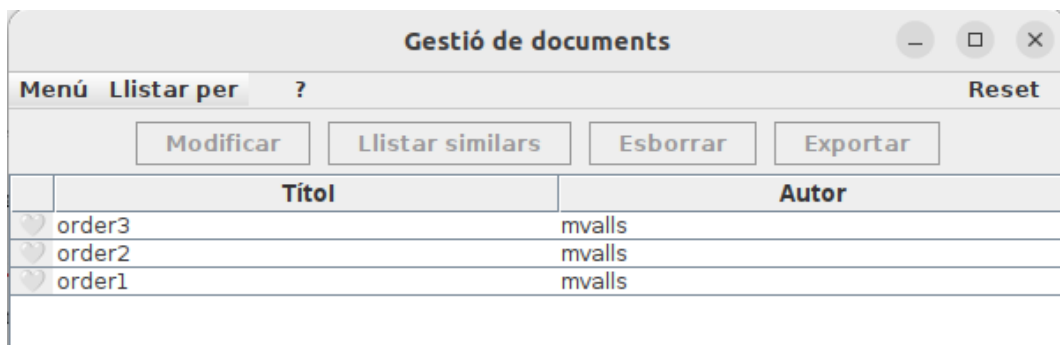 Gestió de documents
Menú Llistar per ? Reset
Modificar Llistar similars Esborrar Exportar
Títol Autor
order3 mvalls
order2 mvalls
order1 mvalls